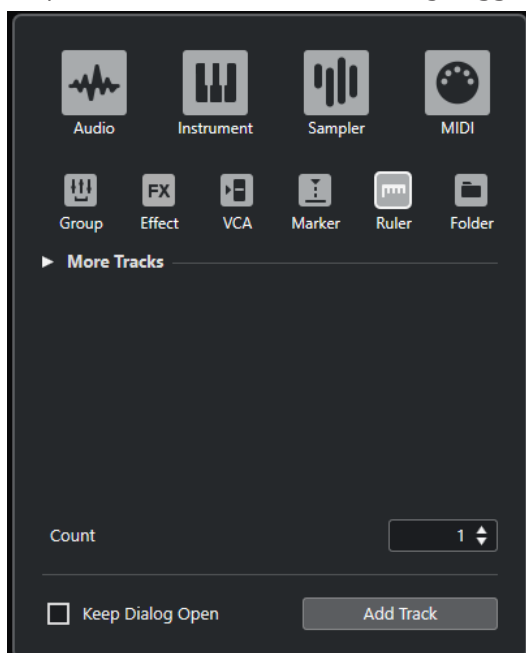 Audio Instrument Sampler MIDI
FX
Group Effect VCA Marker Ruler Folder
More Tracks
Count 1
Keep Dialog Open Add Track